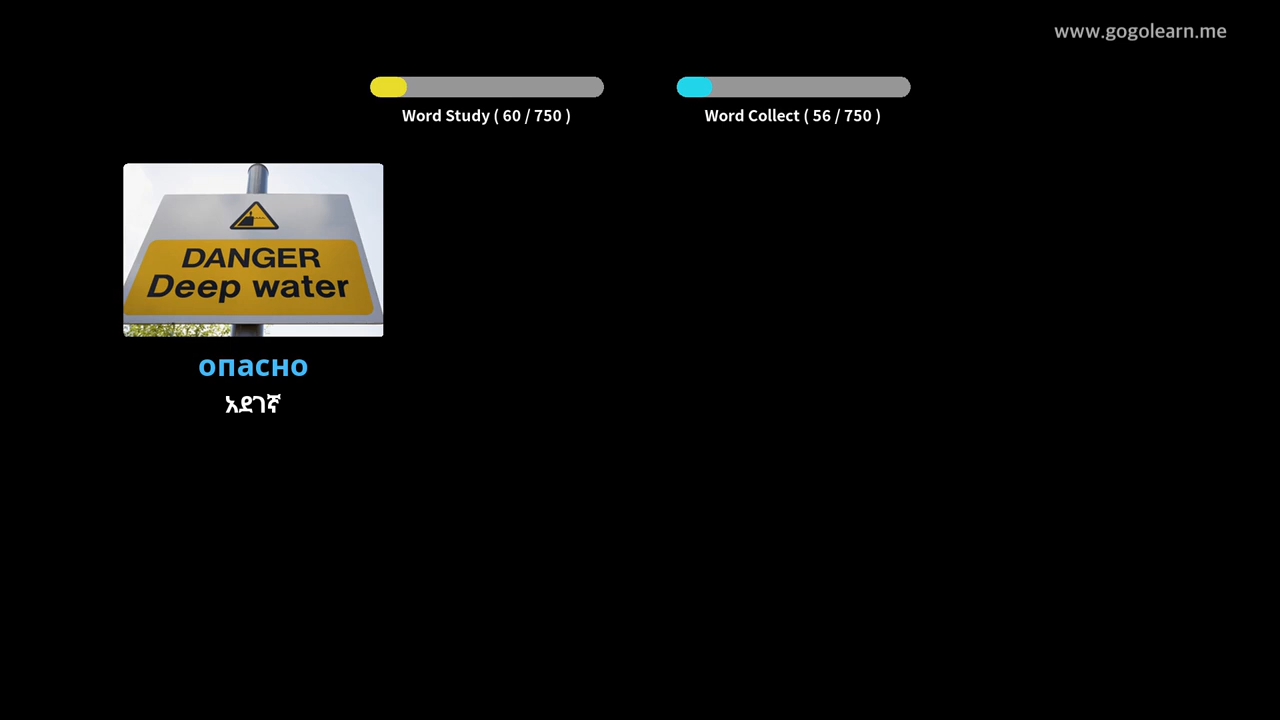 www.gogolearn.me
Word Study ( 60 / 750 )
Word Collect ( 56 / 750 )
DANGER
Deep water
опасно
አደገኛ